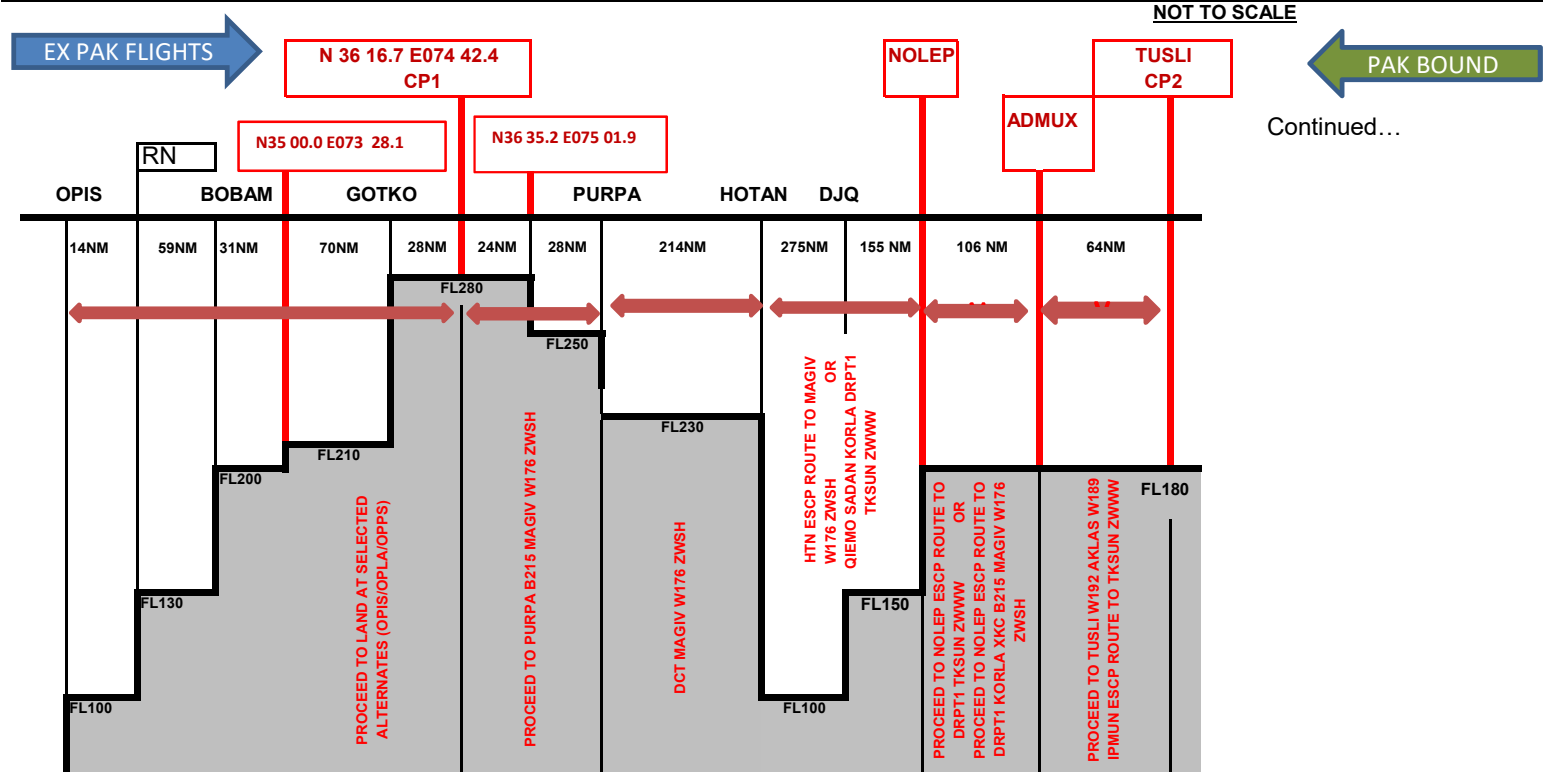 NOT TO SCALE
EX PAK FLIGHTS
N 36 16.7 E074 42.4
CP1
NOLEP
TUSLI
CP2
PAK BOUND
ADMUX
Continued…
RN
N35 00.0 E073 28.1
N36 35.2 E075 01.9
OPIS
BOBAM
GOTKO
PURPA
HOTAN
DJQ
14NM
59NM
31NM
70NM
28NM
24NM
28NM
214NM
275NM
155 NM
106 NM
64NM
FL280
FL250
FL230
FL210
FL200
FL180
FL130
FL150
FL100
FL100
PROCEED TO LAND AT SELECTED
ALTERNATES (OPIS/OPLA/OPPS)
PROCEED TO PURPA B215 MAGIV W176 ZWSH
DCT MAGIV W176 ZWSH
HTN ESCP ROUTE TO MAGIV
W176 ZWSH OR
QIEMO SADAN KORLA DRPT1
TKSUN ZWWW
PROCEED TO NOLEP ESCP ROUTE TO
DRPT1 TKSUN ZWWW OR
PROCEED TO NOLEP ESCP ROUTE TO
DRPT1 KORLA XKC B215 MAGIV W176
ZWSH
PROCEED TO TUSLI W192 AKLAS W189
IPMUN ESCP ROUTE TO TKSUN ZWWW